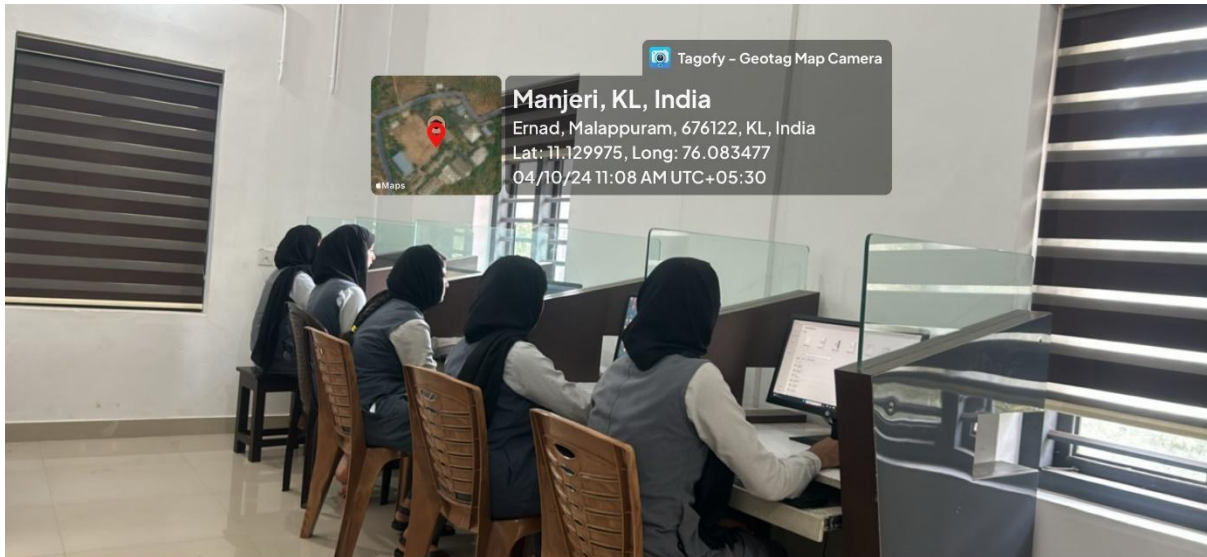 Tagofy - Geotag Map Camera
Manjeri, KL, India
Ernad, Malappuram, 676122, KL, India
Lat: 11.129975, Long: 76.083477
04/10/24 11:08 AM UTC+05:30
Maps